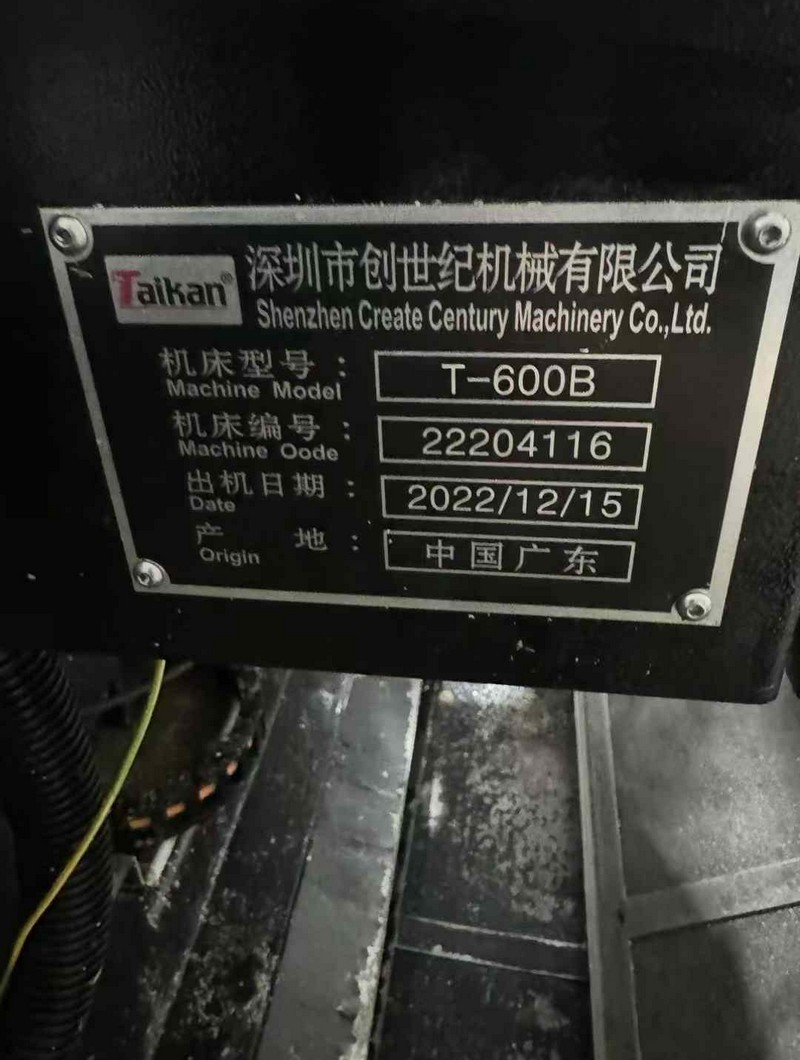 Taikan®
深圳市创世纪机械有限公司
Shenzhen Create Century Machinery Co.,Ltd.
机床型号：
Machine Model
T-600B
机床编号：
Machine Oode
22204116
出机日期：
Date
2022/12/15
产 地：
Origin
中国广东